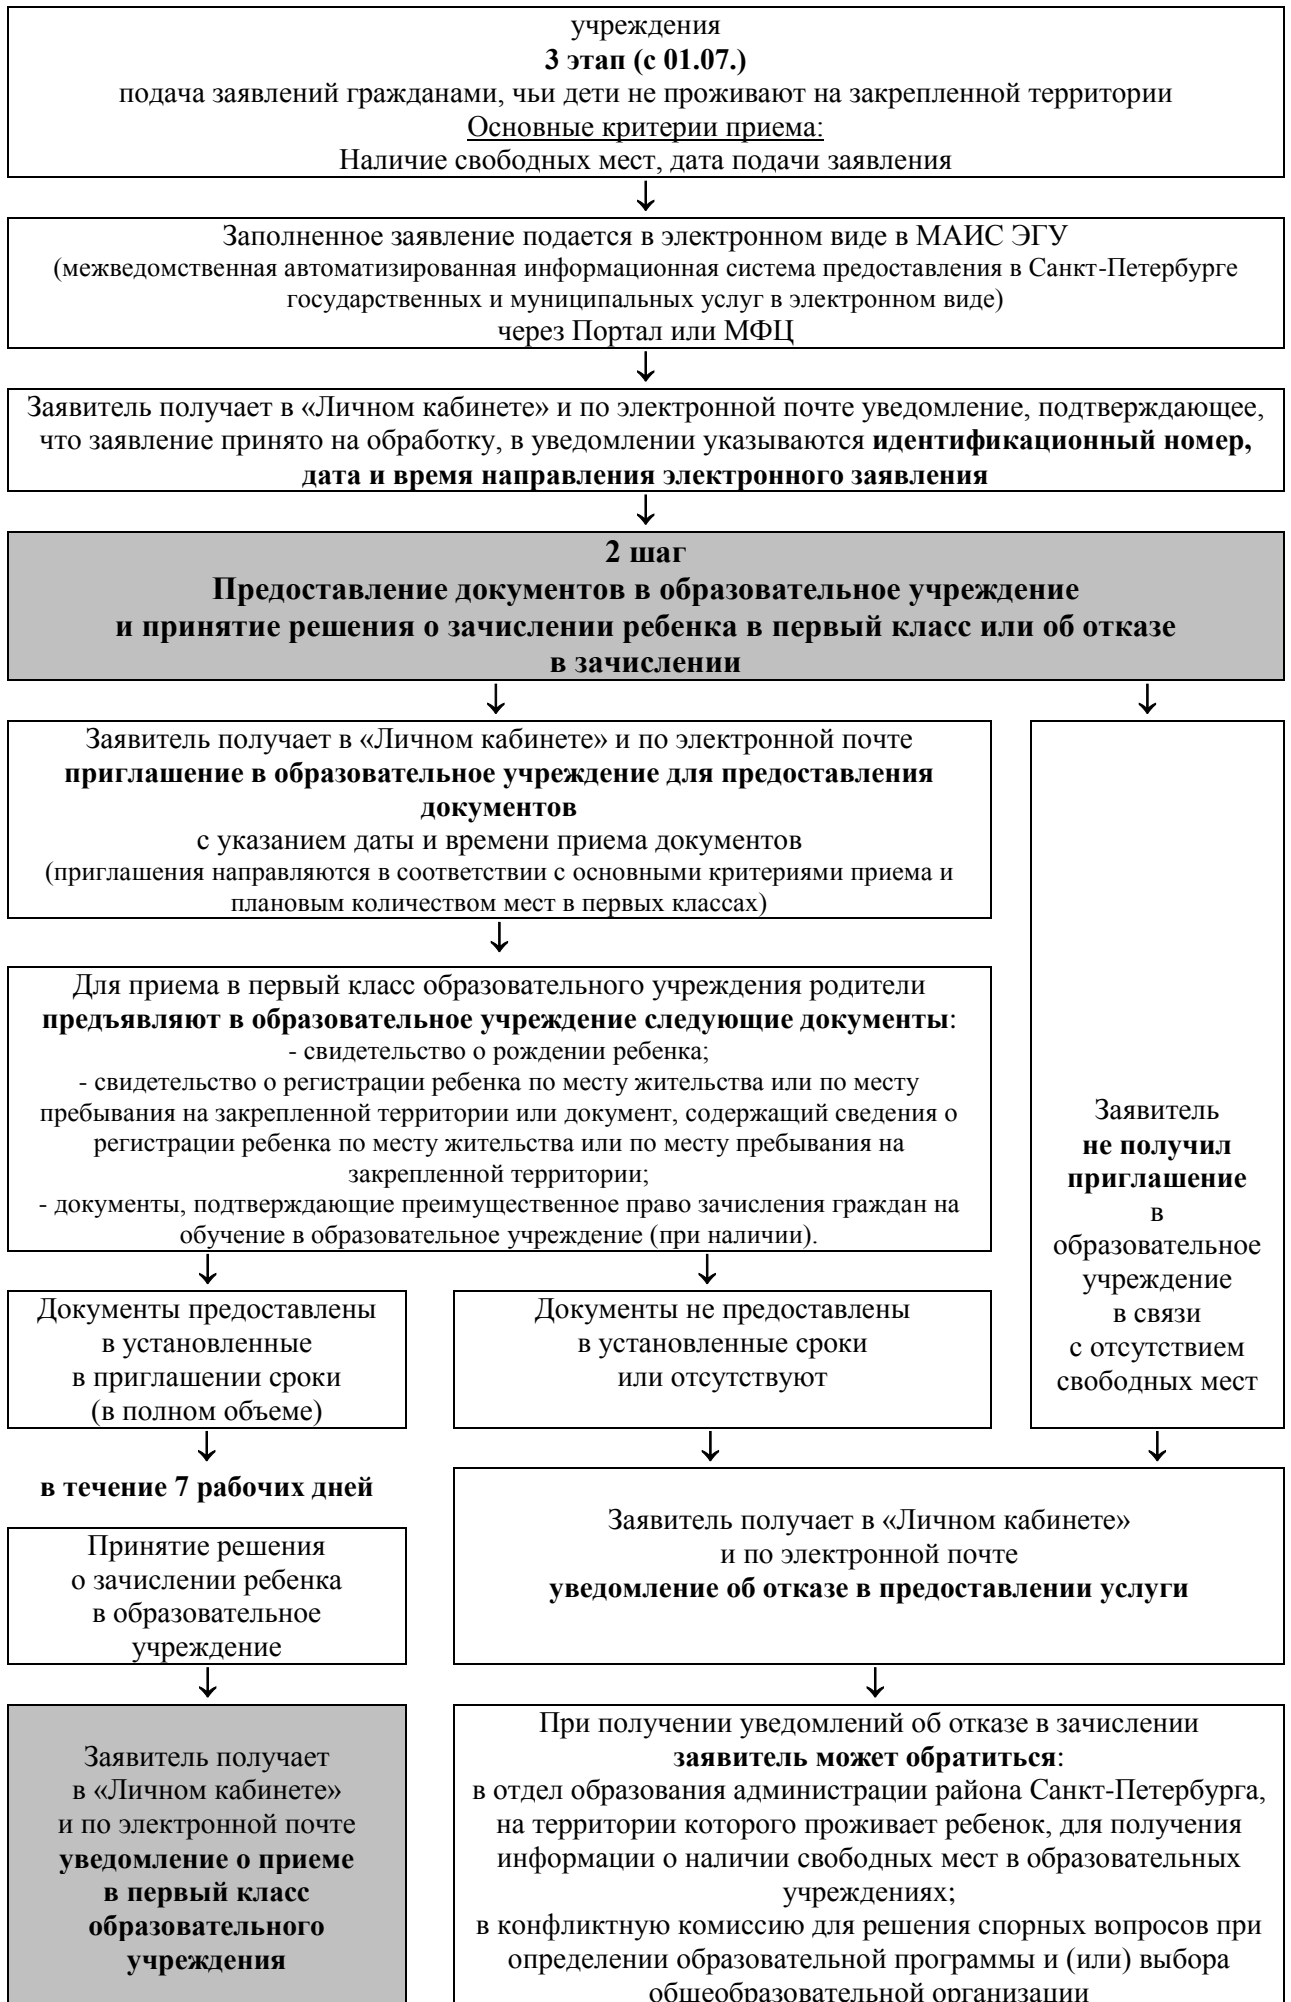 учреждения
3 этап (с 01.07.)
подача заявлений гражданами, чьи дети не проживают на закрепленной территории
Основные критерии приема:
Наличие свободных мест, дата подачи заявления
Заполненное заявление подается в электронном виде в МАИС ЭГУ
(межведомственная автоматизированная информационная система предоставления в Санкт-Петербурге
государственных и муниципальных услуг в электронном виде)
через Портал или МФЦ
Заявитель получает в «Личном кабинете» и по электронной почте уведомление, подтверждающее,
что заявление принято на обработку, в уведомлении указываются идентификационный номер,
дата и время направления электронного заявления
2 шаг
Предоставление документов в образовательное учреждение
и принятие решения о зачислении ребенка в первый класс или об отказе
в зачислении
Заявитель получает в «Личном кабинете» и по электронной почте
приглашение в образовательное учреждение для предоставления
документов
с указанием даты и времени приема документов
(приглашения направляются в соответствии с основными критериями приема и
плановым количеством мест в первых классах)
Для приема в первый класс образовательного учреждения родители
предъявляют в образовательное учреждение следующие документы:
- свидетельство о рождении ребенка;
- свидетельство о регистрации ребенка по месту жительства или по месту
пребывания на закрепленной территории или документ, содержащий сведения о
регистрации ребенка по месту жительства или по месту пребывания на
закрепленной территории;
- документы, подтверждающие преимущественное право зачисления граждан на
обучение в образовательное учреждение (при наличии).
Заявитель
не получил
приглашение
в
образовательное
учреждение
в связи
с отсутствием
свободных мест
Документы предоставлены
в установленные
в приглашении сроки
(в полном объеме)
Документы не предоставлены
в установленные сроки
или отсутствуют
в течение 7 рабочих дней
Принятие решения
о зачислении ребенка
в образовательное
учреждение
Заявитель получает в «Личном кабинете»
и по электронной почте
уведомление об отказе в предоставлении услуги
Заявитель получает
в «Личном кабинете»
и по электронной почте
уведомление о приеме
в первый класс
образовательного
учреждения
При получении уведомлений об отказе в зачислении
заявитель может обратиться:
в отдел образования администрации района Санкт-Петербурга,
на территории которого проживает ребенок, для получения
информации о наличии свободных мест в образовательных
учреждениях;
в конфликтную комиссию для решения спорных вопросов при
определении образовательной программы и (или) выбора
общеобразовательной организации